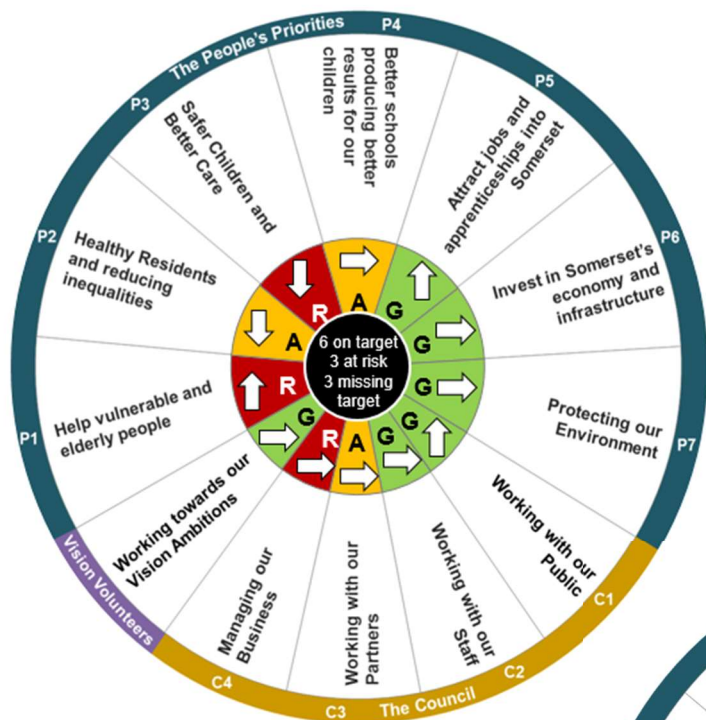 The People's Priorities
P1
Help vulnerable and
elderly people
R
P2
Healthy Residents
and reducing
inequalities
A
P3
Safer Children and
Better Care
R
P4
Better schools
producing better
results for our
children
A
P5
Attract jobs and
apprenticeships into
Somerset
G
P6
Invest in Somerset's
economy and
infrastructure
G
P7
Protecting our
Environment
G
C1
Working with our
Public
G
C2
Working with our
Staff
G
The Council
C3
Working with our
Partners
A
C4
Managing our
Business
R
Vision Volunteers
Working towards our
Vision Ambitions
G
6 on target
3 at risk
3 missing
target